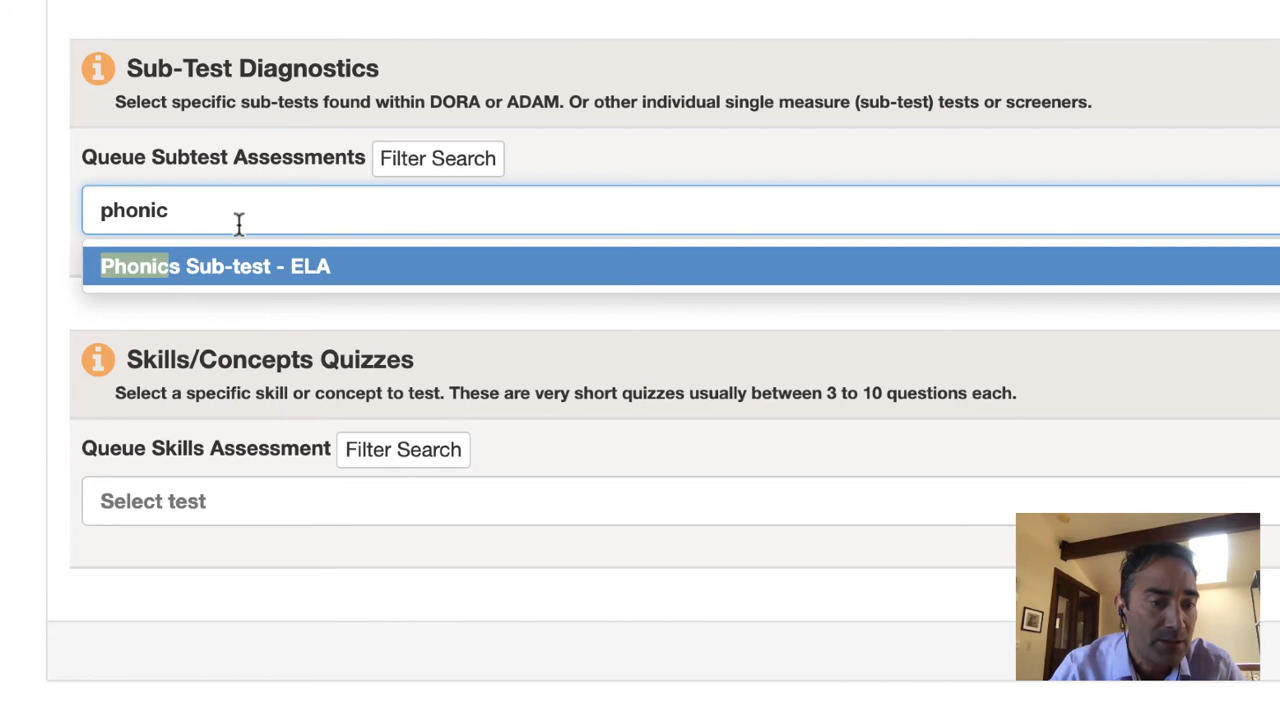 Sub-Test Diagnostics
Select specific sub-tests found within DORA or ADAM. Or other individual single measure (sub-test) tests or screeners.
Queue Subtest Assessments Filter Search
phonic
Phonics Sub-test - ELA
Skills/Concepts Quizzes
Select a specific skill or concept to test. These are very short quizzes usually between 3 to 10 questions each.
Queue Skills Assessment Filter Search
Select test